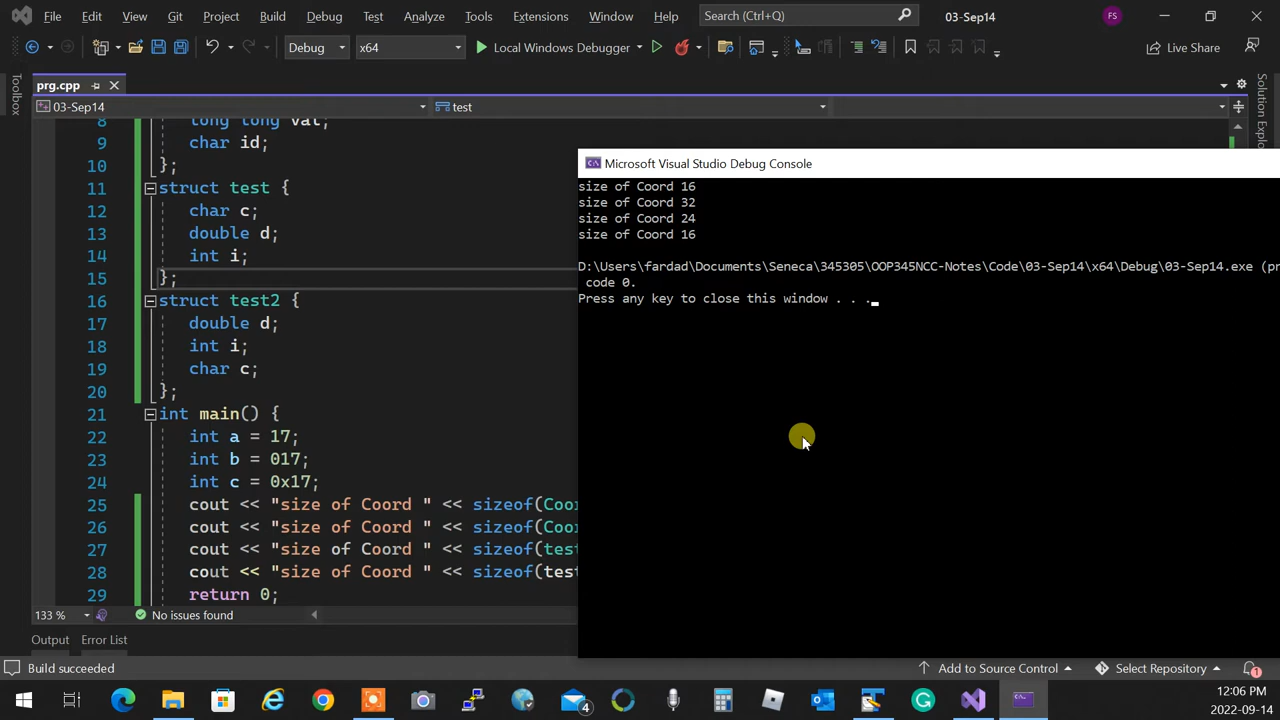 File Edit View Git Project Build Debug Test Analyze Tools Extensions Window Help Search (Ctrl+Q) 03-Sep14 FS
Debug x64 Local Windows Debugger Live Share
prg.cpp
Toolbox
Solution Explo
03-Sep14 test
8 long long val;
9 char id;
10 };
11 struct test {
12 char c;
13 double d;
14 int i;
15 };
16 struct test2 {
17 double d;
18 int i;
19 char c;
20 };
21 int main() {
22 int a = 17;
23 int b = 017;
24 int c = 0x17;
25 cout << "size of Coord " << sizeof(Coor
26 cout << "size of Coord " << sizeof(Coor
27 cout << "size of Coord " << sizeof(test
28 cout << "size of Coord " << sizeof(test
29 return 0;
Microsoft Visual Studio Debug Console
size of Coord 16
size of Coord 32
size of Coord 24
size of Coord 16
D:\Users\fardad\Documents\Seneca\345305\OOP345NCC-Notes\Code\03-Sep14\x64\Debug\03-Sep14.exe (pr
code 0.
Press any key to close this window . . .
133 % No issues found
Output Error List
Build succeeded Add to Source Control Select Repository 1
4
12:06 PM
2022-09-14